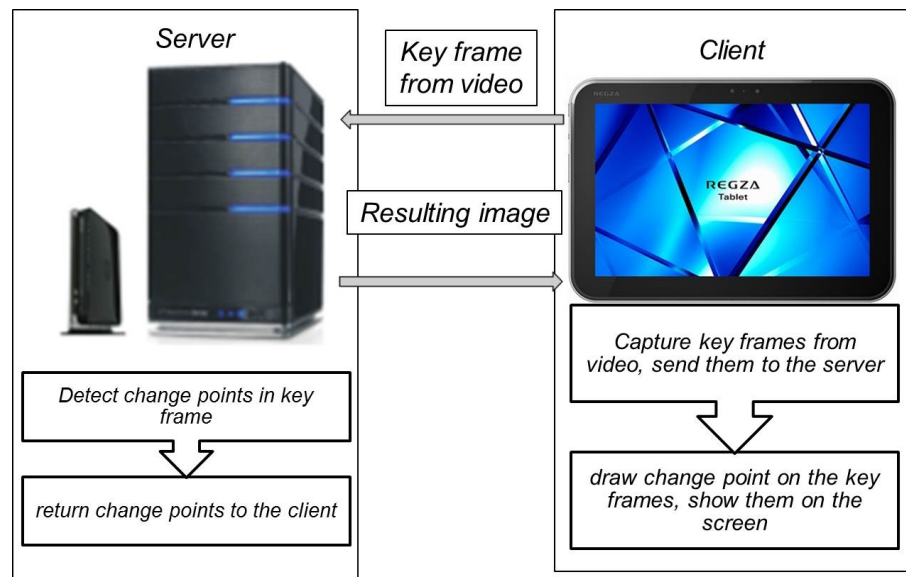 Server
Key frame
from video
Client
REGZA
REGZA
Tablet
Resulting image
Capture key frames from
video, send them to the server
Detect change points in key
frame
return change points to the client
draw change point on the key
frames, show them on the
screen